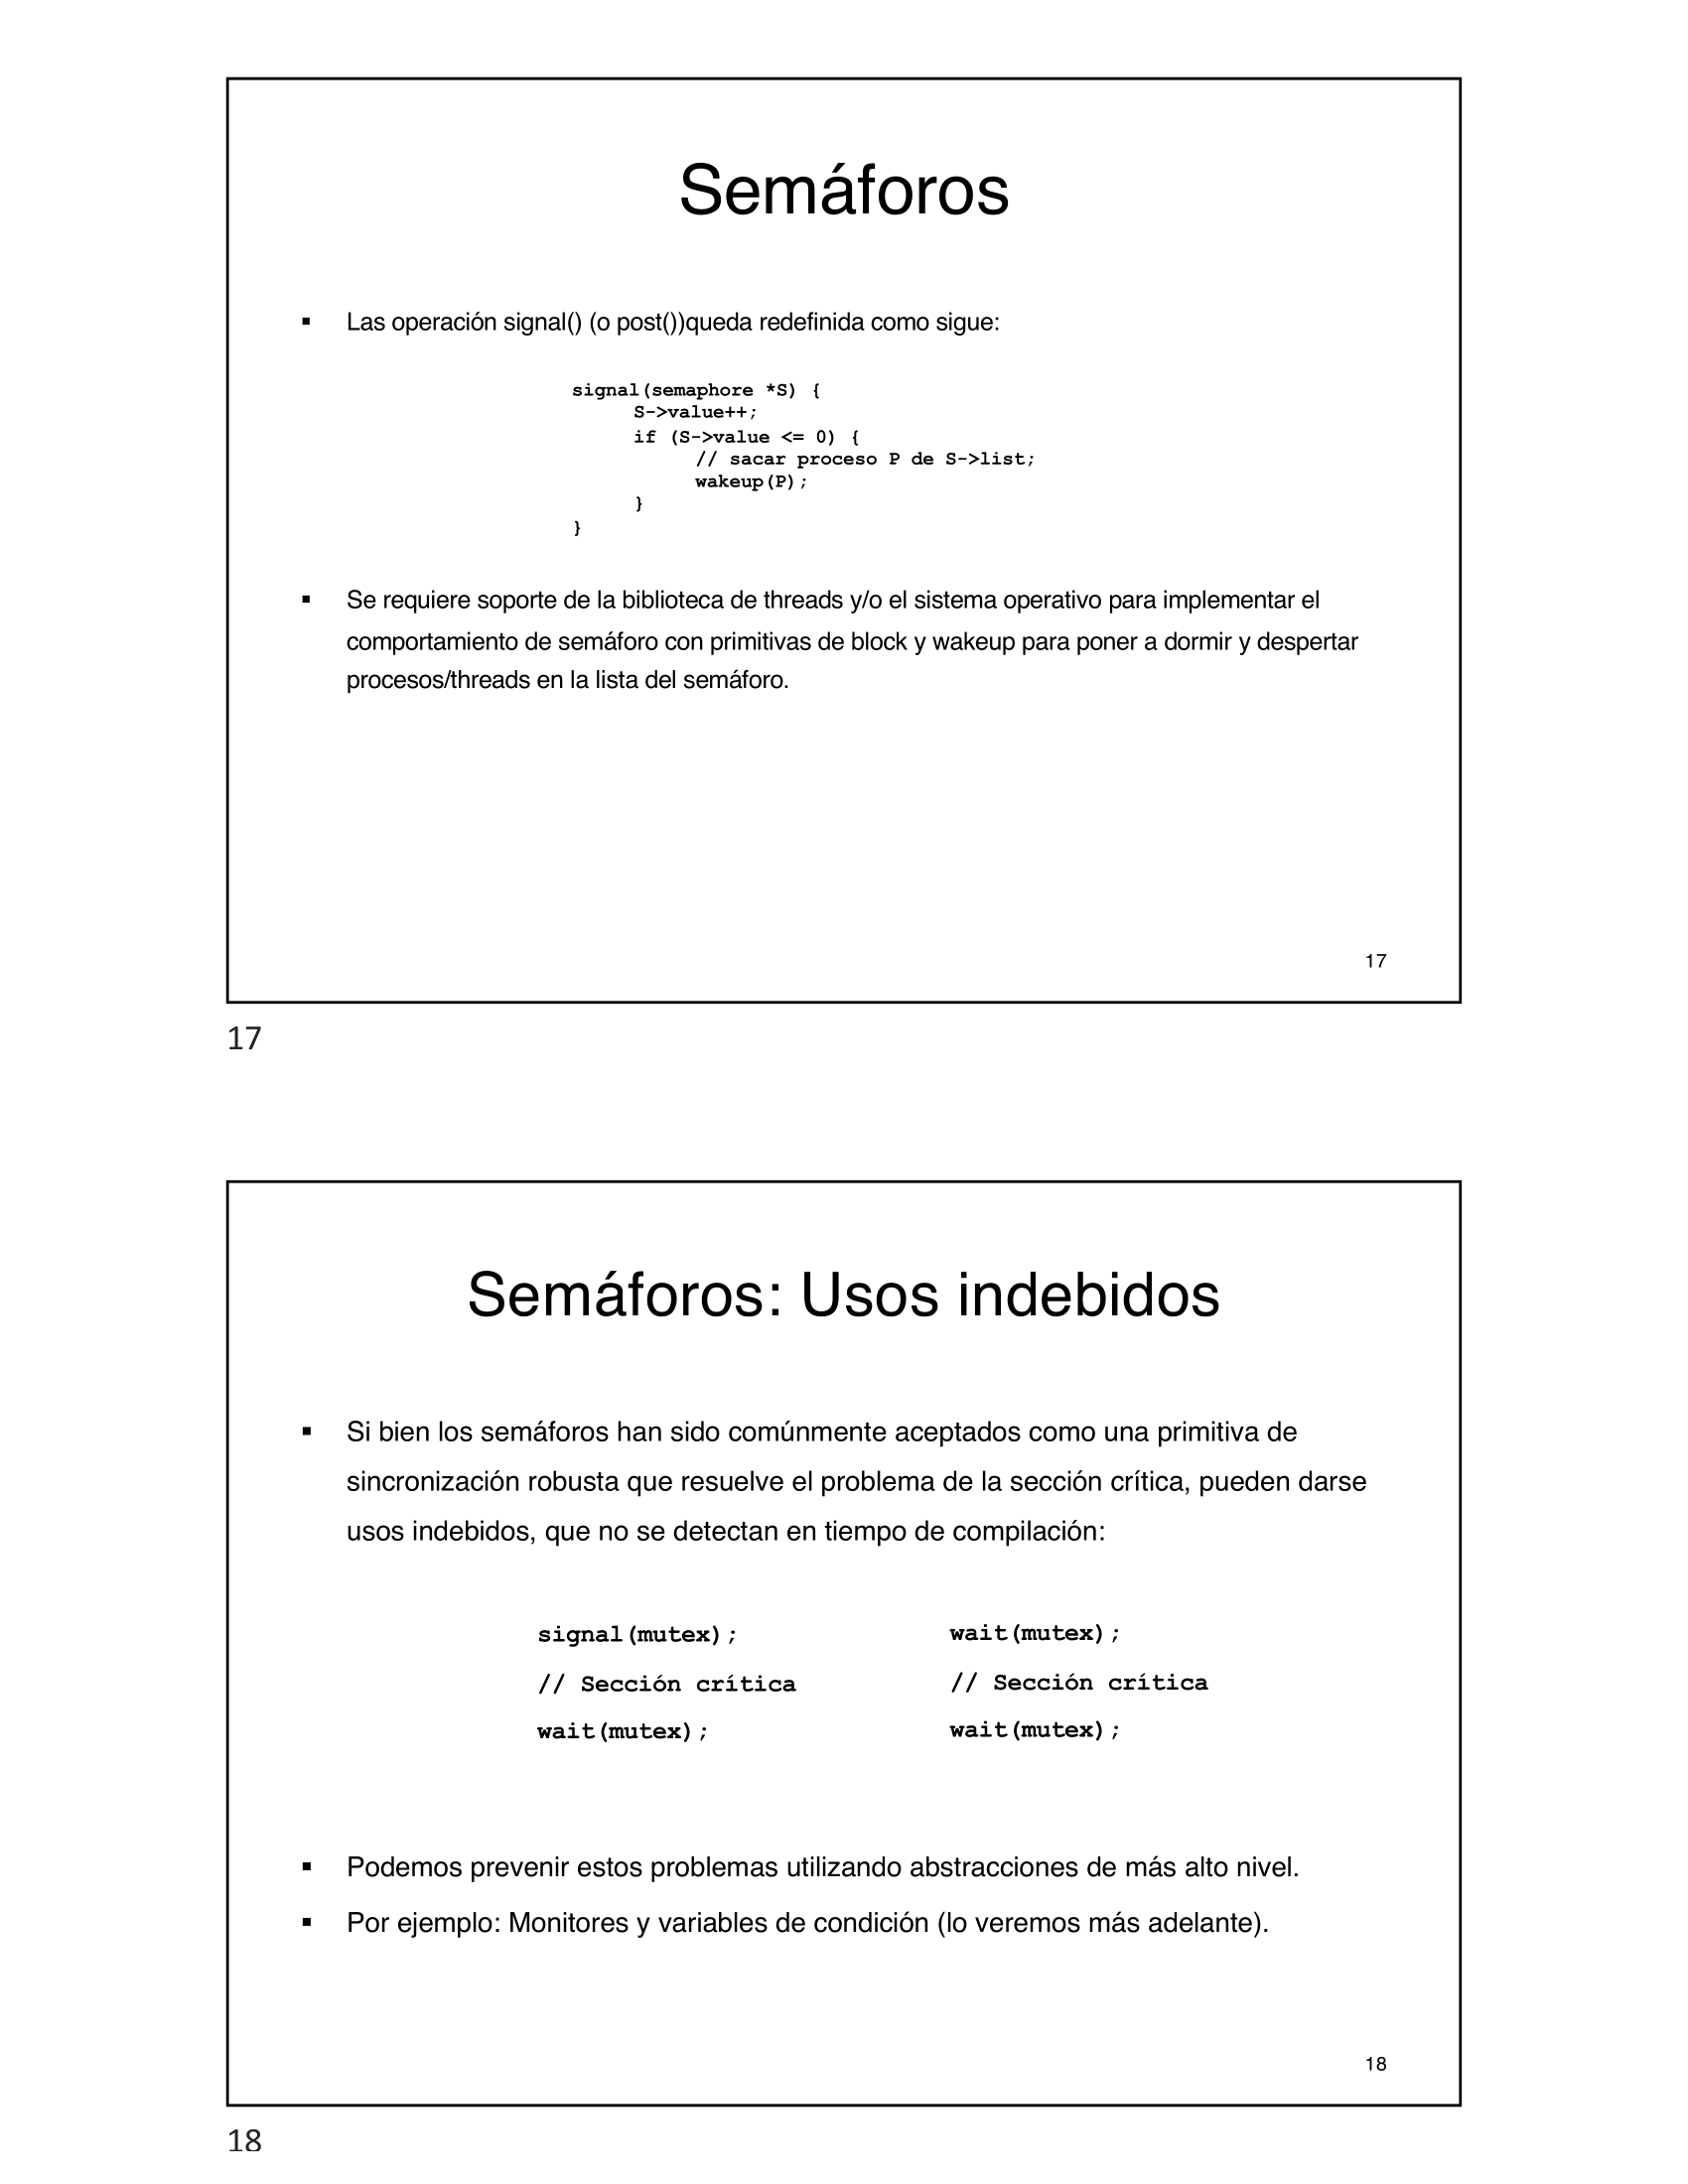 Semáforos
▪ Las operación signal() (o post())queda redefinida como sigue:
signal(semaphore *S) {
S->value++;
if (S->value <= 0) {
// sacar proceso P de S->list;
wakeup(P);
}
}
▪ Se requiere soporte de la biblioteca de threads y/o el sistema operativo para implementar el
comportamiento de semáforo con primitivas de block y wakeup para poner a dormir y despertar
procesos/threads en la lista del semáforo.
17
17
Semáforos: Usos indebidos
▪ Si bien los semáforos han sido comúnmente aceptados como una primitiva de
sincronización robusta que resuelve el problema de la sección crítica, pueden darse
usos indebidos, que no se detectan en tiempo de compilación:
signal(mutex);
// Sección crítica
wait(mutex);
wait(mutex);
// Sección crítica
wait(mutex);
▪ Podemos prevenir estos problemas utilizando abstracciones de más alto nivel.
▪ Por ejemplo: Monitores y variables de condición (lo veremos más adelante).
18
18